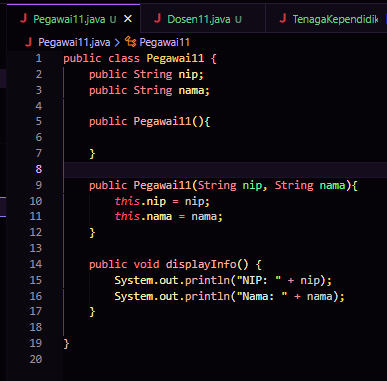 J Pegawai11.java U × J Dosen11.java U J TenagaKependidik
J Pegawai11.java > Pegawai11
1 public class Pegawai11 {
2     public String nip;
3     public String nama;
4
5     public Pegawai11(){
6
7     }
8
9     public Pegawai11(String nip, String nama){
10         this.nip = nip;
11         this.nama = nama;
12     }
13
14     public void displayInfo() {
15         System.out.println("NIP: " + nip);
16         System.out.println("Nama: " + nama);
17     }
18
19 }
20